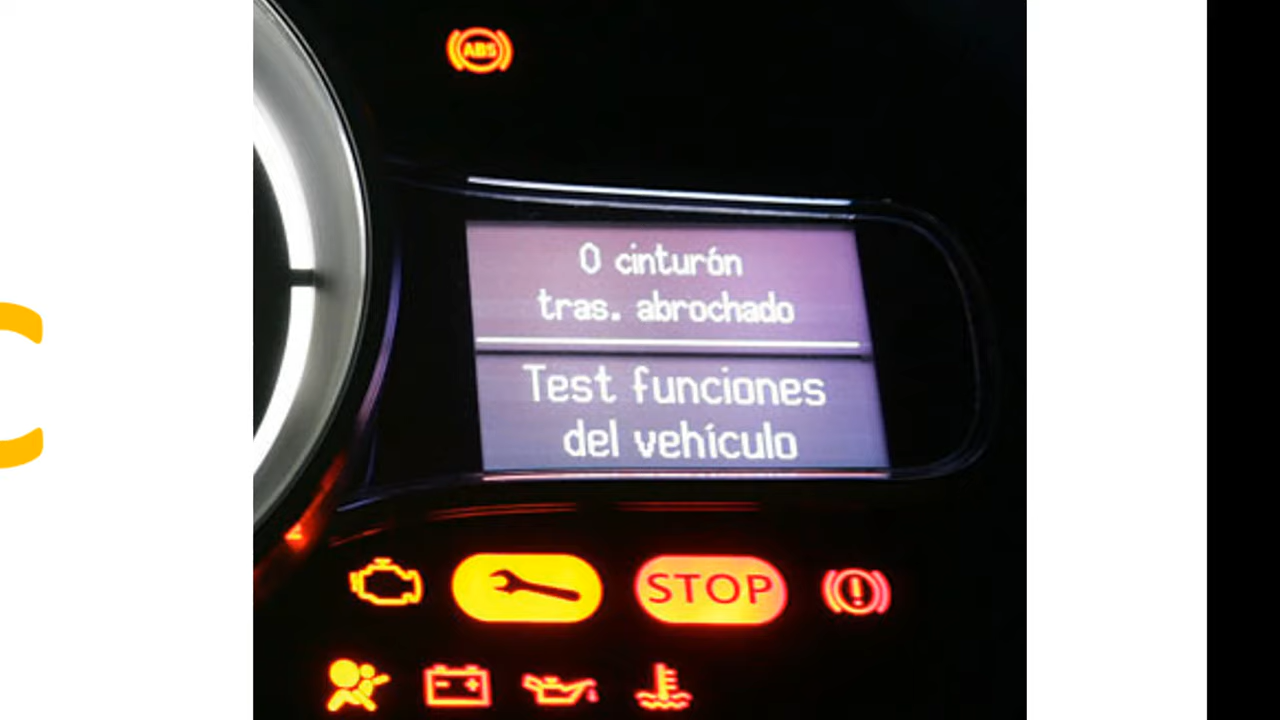 ABS
0 cinturón
tras. abrochado
Test funciones
del vehículo
STOP